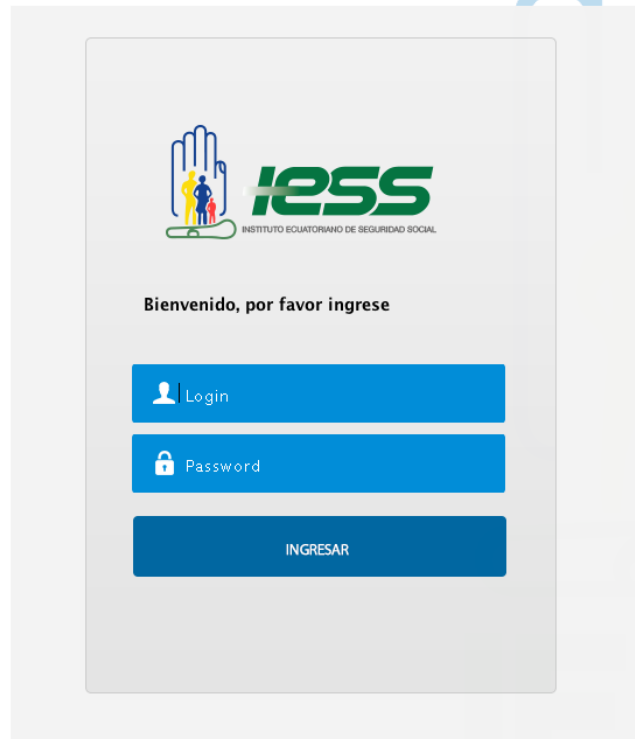 IESS
INSTITUTO ECUATORIANO DE SEGURIDAD SOCIAL
Bienvenido, por favor ingrese
Login
Password
INGRESAR